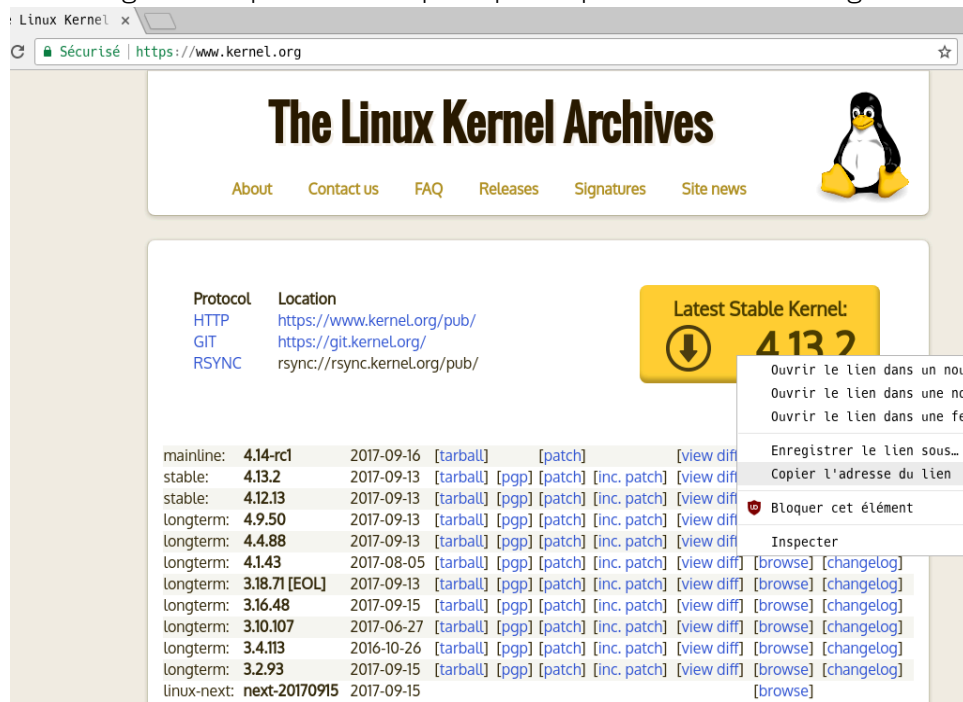 Linux Kernel ×
Sécurisé | https://www.kernel.org
The Linux Kernel Archives
About Contact us FAQ Releases Signatures Site news
Protocol Location
HTTP https://www.kernel.org/pub/
GIT https://git.kernel.org/
RSYNC rsync://rsync.kernel.org/pub/
Latest Stable Kernel:
4.13.2
Ouvrir le lien dans un nou
Ouvrir le lien dans une no
Ouvrir le lien dans une fe
Enregistrer le lien sous…
Copier l'adresse du lien
Bloquer cet élément
Inspecter
mainline: 4.14-rc1 2017-09-16 [tarball] [patch] [view diff
stable: 4.13.2 2017-09-13 [tarball] [pgp] [patch] [inc. patch] [view diff
stable: 4.12.13 2017-09-13 [tarball] [pgp] [patch] [inc. patch] [view diff
longterm: 4.9.50 2017-09-13 [tarball] [pgp] [patch] [inc. patch] [view diff
longterm: 4.4.88 2017-09-13 [tarball] [pgp] [patch] [inc. patch] [view diff
longterm: 4.1.43 2017-08-05 [tarball] [pgp] [patch] [inc. patch] [view diff] [browse] [changelog]
longterm: 3.18.71 [EOL] 2017-09-13 [tarball] [pgp] [patch] [inc. patch] [view diff] [browse] [changelog]
longterm: 3.16.48 2017-09-15 [tarball] [pgp] [patch] [inc. patch] [view diff] [browse] [changelog]
longterm: 3.10.107 2017-06-27 [tarball] [pgp] [patch] [inc. patch] [view diff] [browse] [changelog]
longterm: 3.4.113 2016-10-26 [tarball] [pgp] [patch] [inc. patch] [view diff] [browse] [changelog]
longterm: 3.2.93 2017-09-15 [tarball] [pgp] [patch] [inc. patch] [view diff] [browse] [changelog]
linux-next: next-20170915 2017-09-15 [browse]